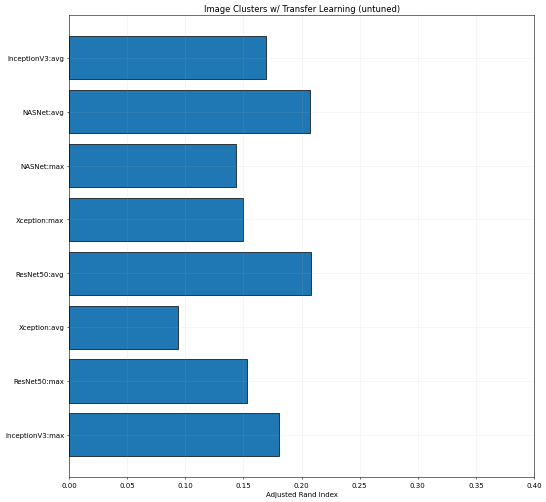 Image Clusters w/ Transfer Learning (untuned)
InceptionV3:avg
NASNet:avg
NASNet:max
Xception:max
ResNet50:avg
Xception:avg
ResNet50:max
InceptionV3:max
0.00 0.05 0.10 0.15 0.20 0.25 0.30 0.35 0.40
Adjusted Rand Index